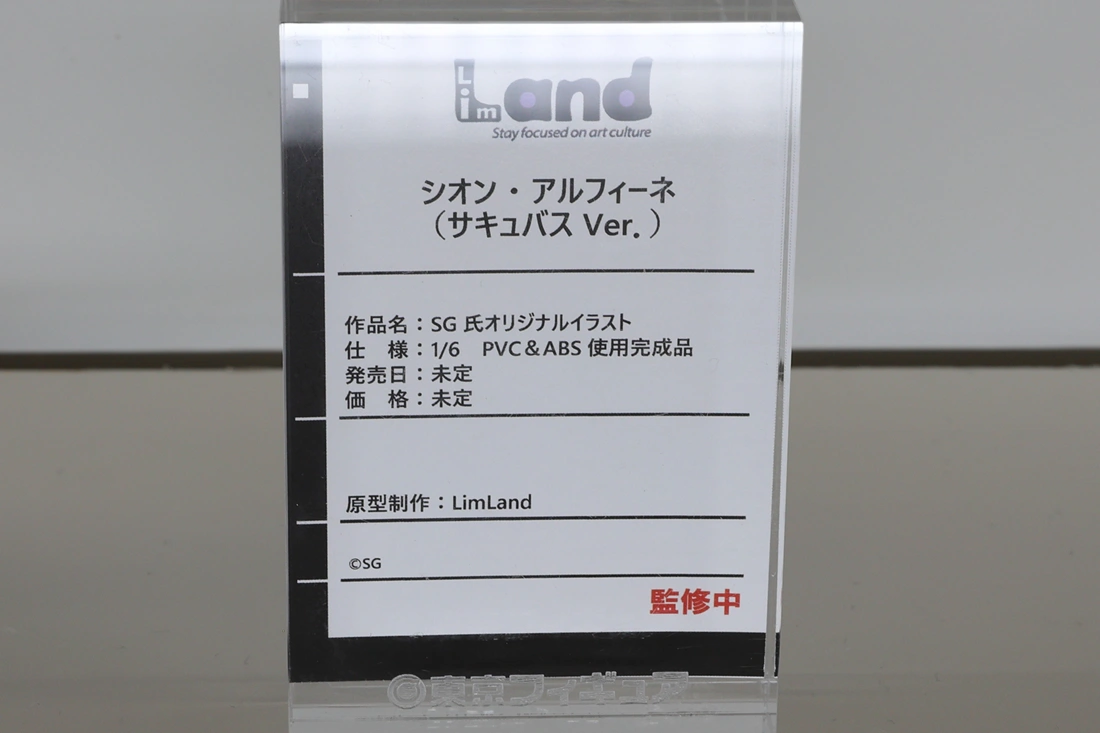 LimLand
Stay focused on art culture
シオン・アルフィーネ
（サキュバス Ver．）
作品名：SG 氏オリジナルイラスト
仕　様：1/6　PVC＆ABS 使用完成品
発売日：未定
価　格：未定
原型制作：LimLand
©SG
監修中
©東京フィギュア